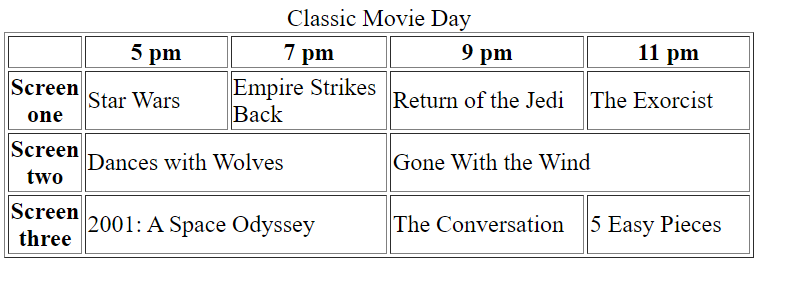 Classic Movie Day
5 pm 7 pm 9 pm 11 pm
Screen one Star Wars Empire Strikes Back Return of the Jedi The Exorcist
Screen two Dances with Wolves Gone With the Wind
Screen three 2001: A Space Odyssey The Conversation 5 Easy Pieces